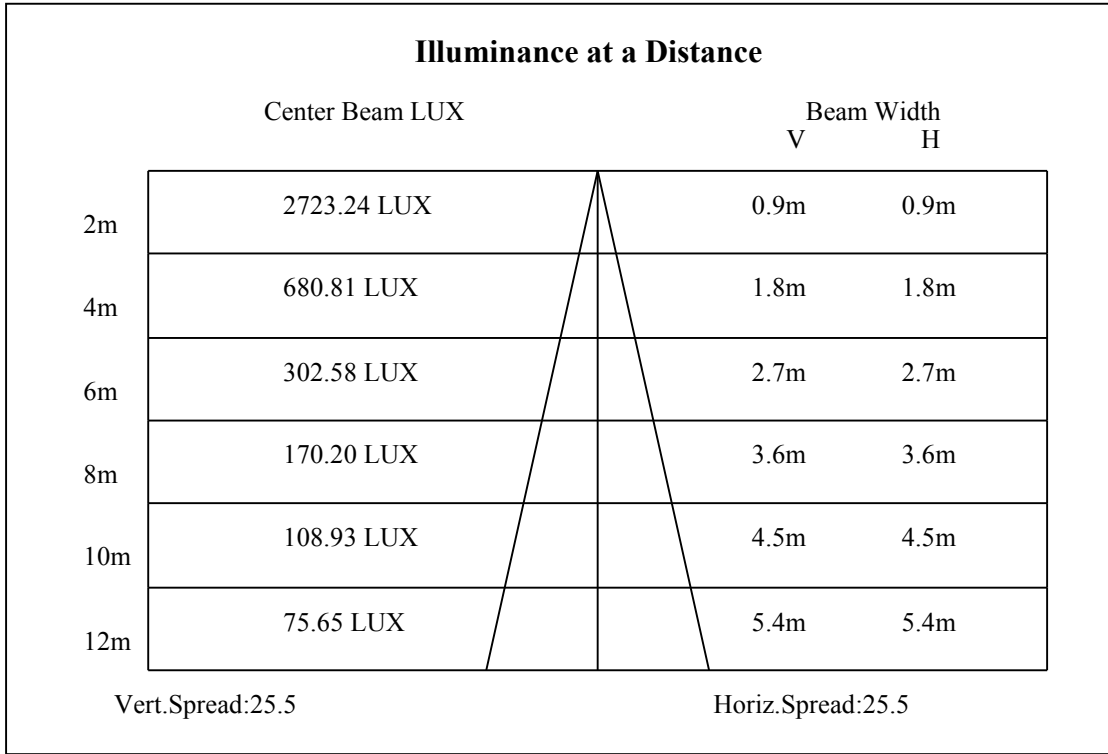 Illuminance at a Distance
Center Beam LUX Beam Width
V H
2m 2723.24 LUX 0.9m 0.9m
4m 680.81 LUX 1.8m 1.8m
6m 302.58 LUX 2.7m 2.7m
8m 170.20 LUX 3.6m 3.6m
10m 108.93 LUX 4.5m 4.5m
12m 75.65 LUX 5.4m 5.4m
Vert.Spread:25.5 Horiz.Spread:25.5